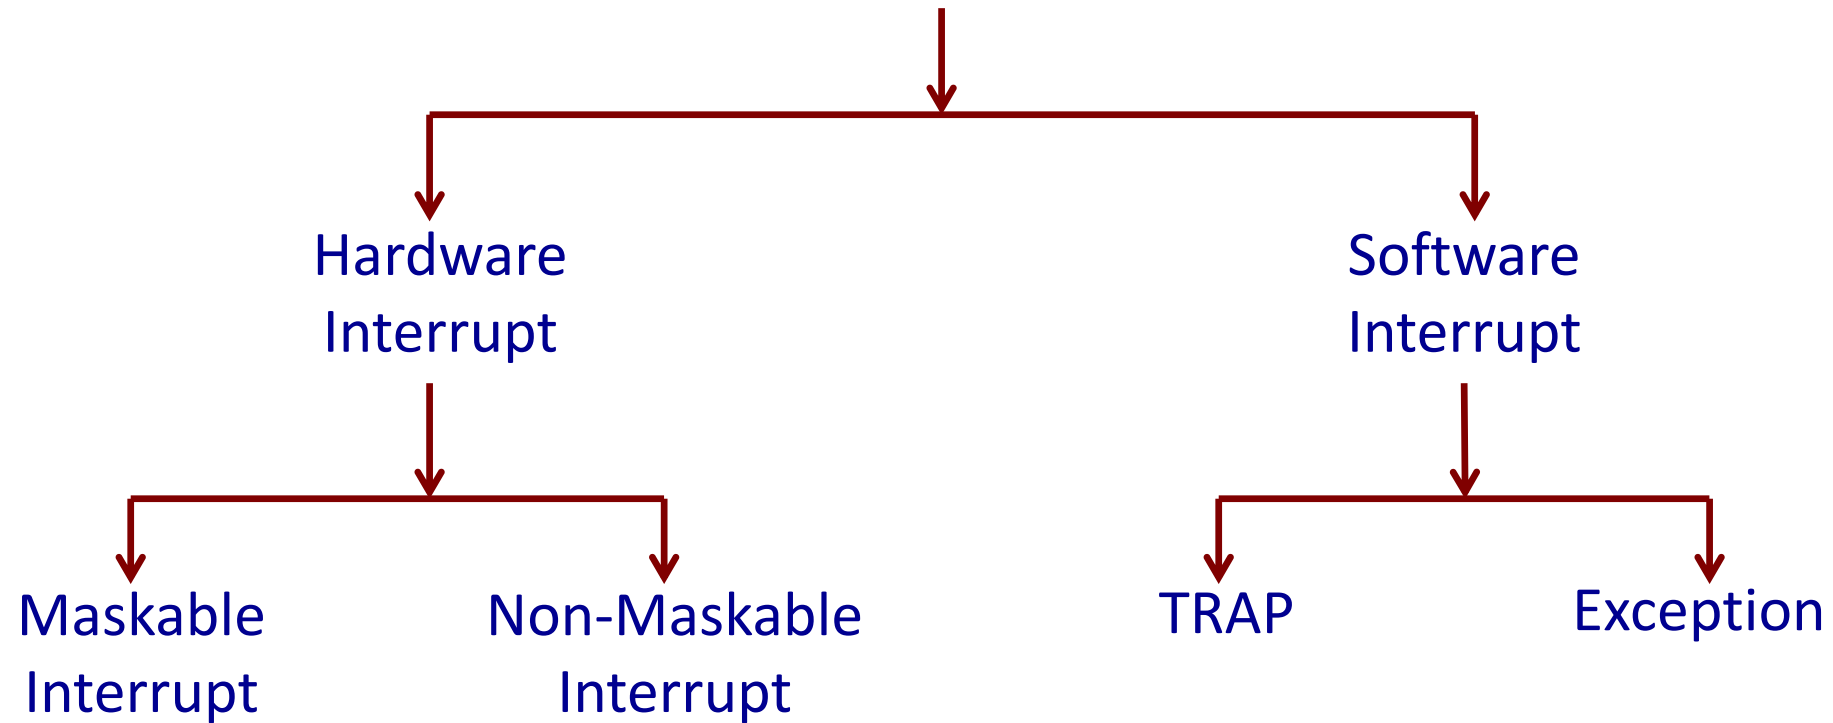 Hardware
Interrupt
Software
Interrupt
Maskable
Interrupt
Non-Maskable
Interrupt
TRAP
Exception